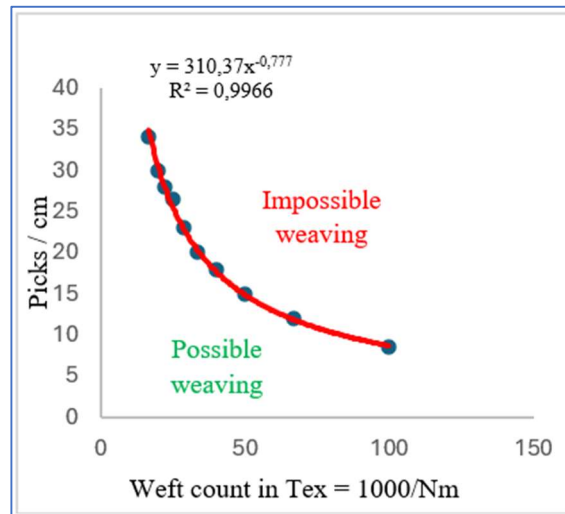 y = 310,37x^-0,777
R² = 0,9966
40
35
30
25
20
15
10
5
0
Picks / cm
Impossible
weaving
Possible
weaving
0 50 100 150
Weft count in Tex = 1000/Nm